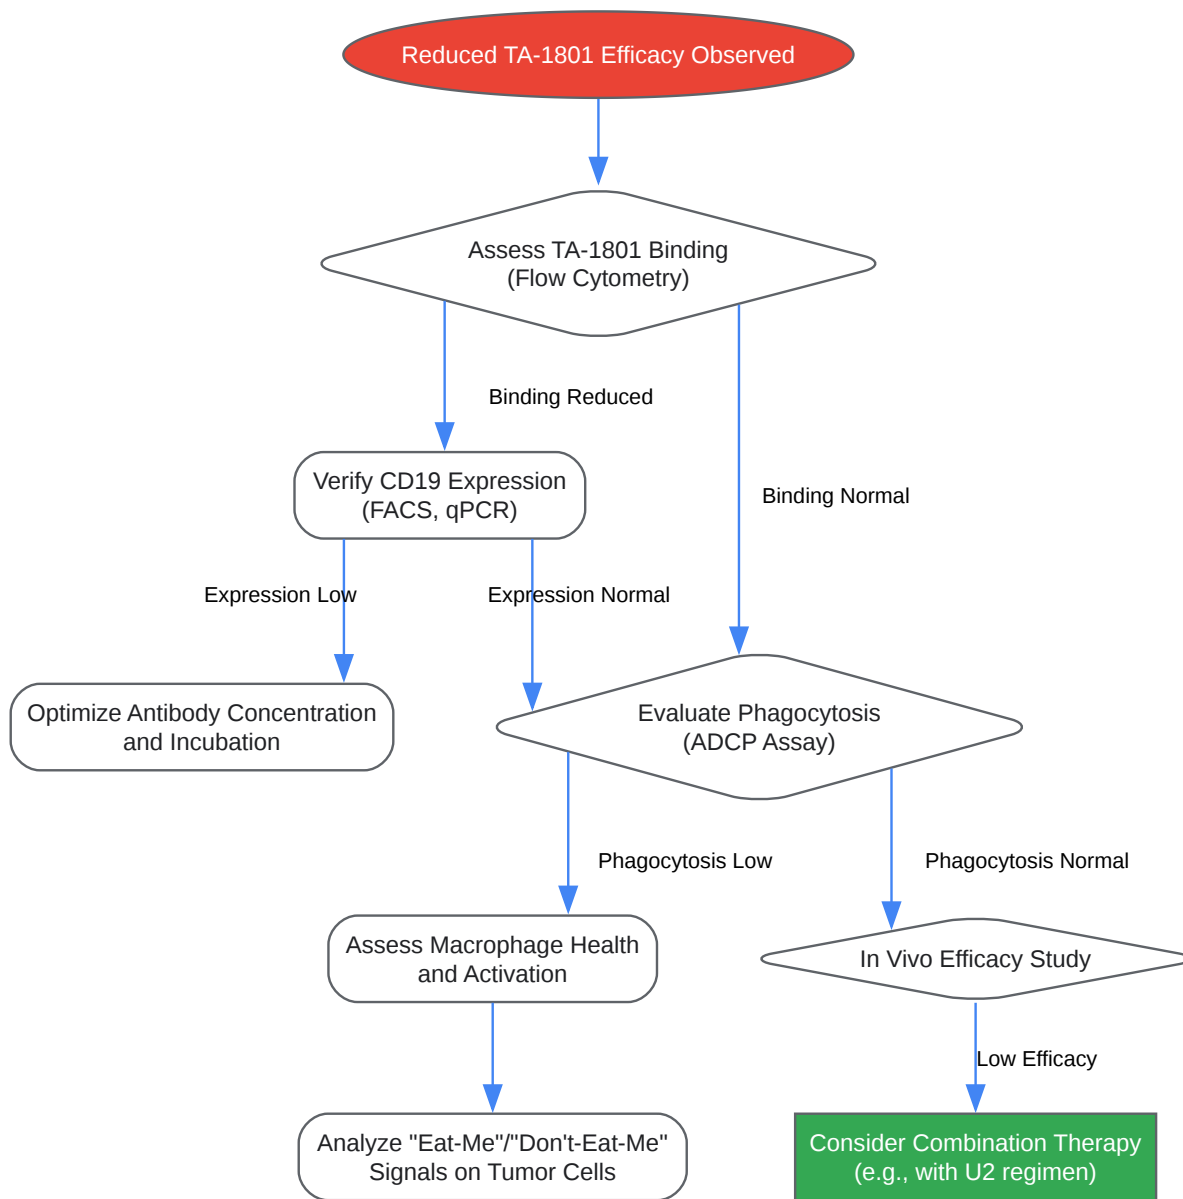 Reduced TA-1801 Efficacy Observed
Assess TA-1801 Binding
(Flow Cytometry)
Binding Reduced
Verify CD19 Expression
(FACS, qPCR)
Binding Normal
Expression Low
Expression Normal
Optimize Antibody Concentration
and Incubation
Evaluate Phagocytosis
(ADCP Assay)
Phagocytosis Low
Phagocytosis Normal
Assess Macrophage Health
and Activation
In Vivo Efficacy Study
Low Efficacy
Analyze "Eat-Me"/"Don't-Eat-Me"
Signals on Tumor Cells
Consider Combination Therapy
(e.g., with U2 regimen)